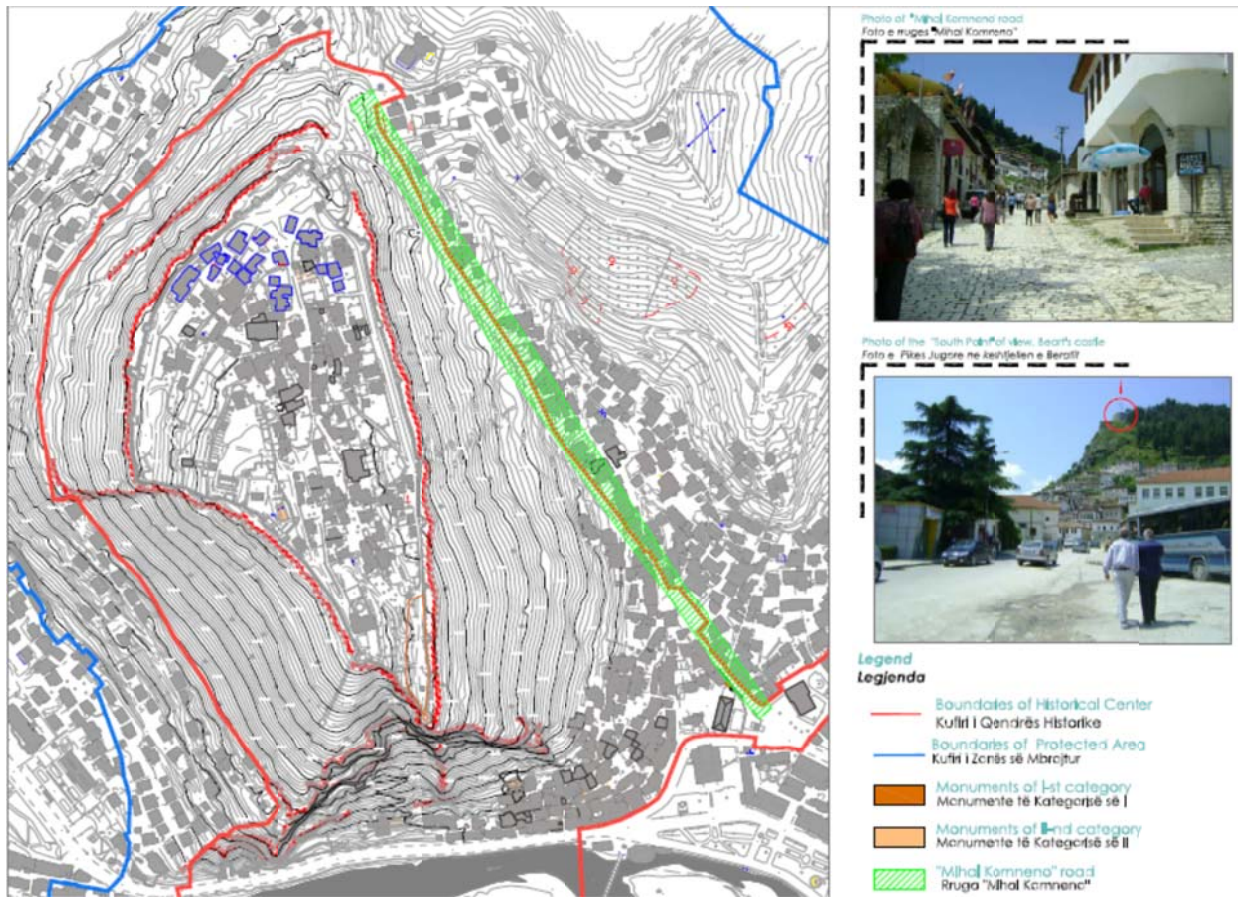 Photo of "Mihal Komneno road
Foto e rruges "Mihal Komneno"
Photo of the "South Point" of view, Berat's castle
Foto e Pikes Jugore ne keshtjellen e Beratit
Legend
Legjenda
Boundaries of Historical Center
Kufiri i Qendrës Historike
Boundaries of Protected Area
Kufiri i Zonës së Mbrojtur
Monuments of I-st category
Monumente të Kategorisë së I
Monuments of II-nd category
Monumente të Kategorisë së II
"Mihal Komneno" road
Rruga "Mihal Komneno"